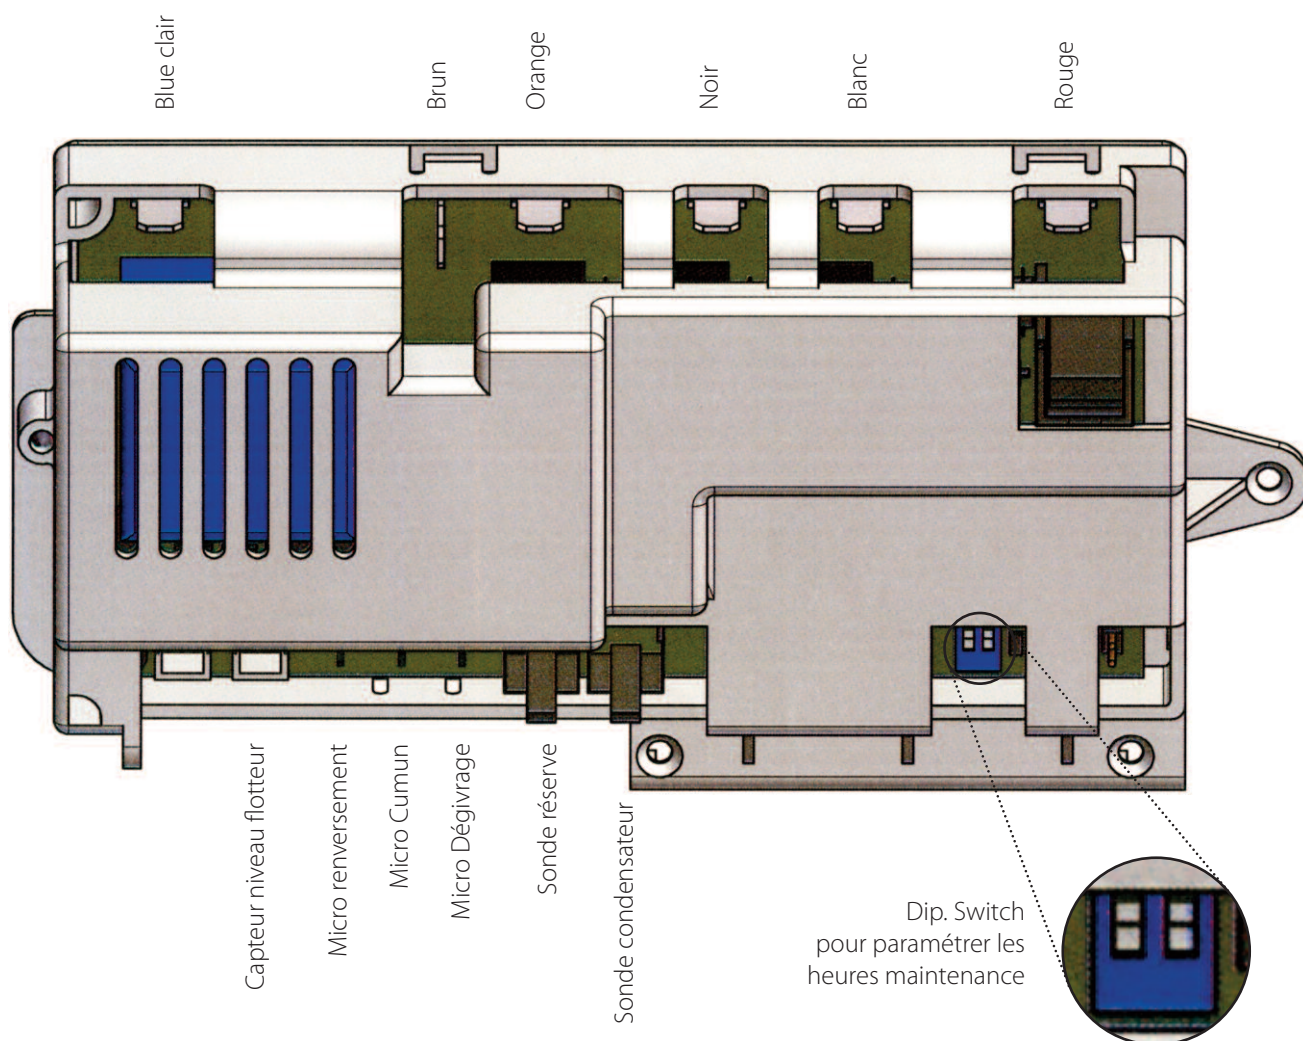 Blue clair
Brun
Orange
Noir
Blanc
Rouge
Capteur niveau flotteur
Micro renversement
Micro Cumun
Micro Dégivrage
Sonde réserve
Sonde condensateur
Dip. Switch
pour paramétrer les
heures maintenance